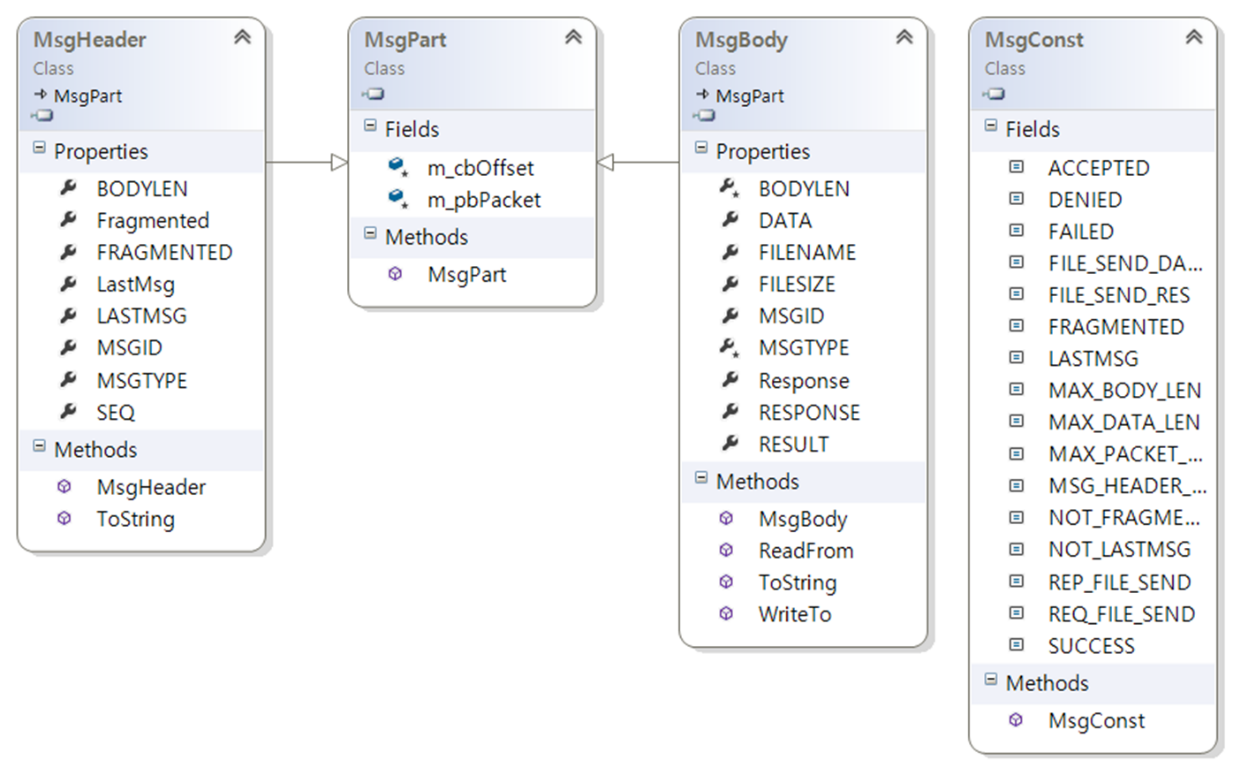 MsgHeader
Class
MsgPart
Properties
BODYLEN
Fragmented
FRAGMENTED
LastMsg
LASTMSG
MSGID
MSGTYPE
SEQ
Methods
MsgHeader
ToString
MsgPart
Class
Fields
m_cbOffset
m_pbPacket
Methods
MsgPart
MsgBody
Class
MsgPart
Properties
BODYLEN
DATA
FILENAME
FILESIZE
MSGID
MSGTYPE
Response
RESPONSE
RESULT
Methods
MsgBody
ReadFrom
ToString
WriteTo
MsgConst
Class
Fields
ACCEPTED
DENIED
FAILED
FILE_SEND_DA...
FILE_SEND_RES
FRAGMENTED
LASTMSG
MAX_BODY_LEN
MAX_DATA_LEN
MAX_PACKET_...
MSG_HEADER_...
NOT_FRAGME...
NOT_LASTMSG
REP_FILE_SEND
REQ_FILE_SEND
SUCCESS
Methods
MsgConst